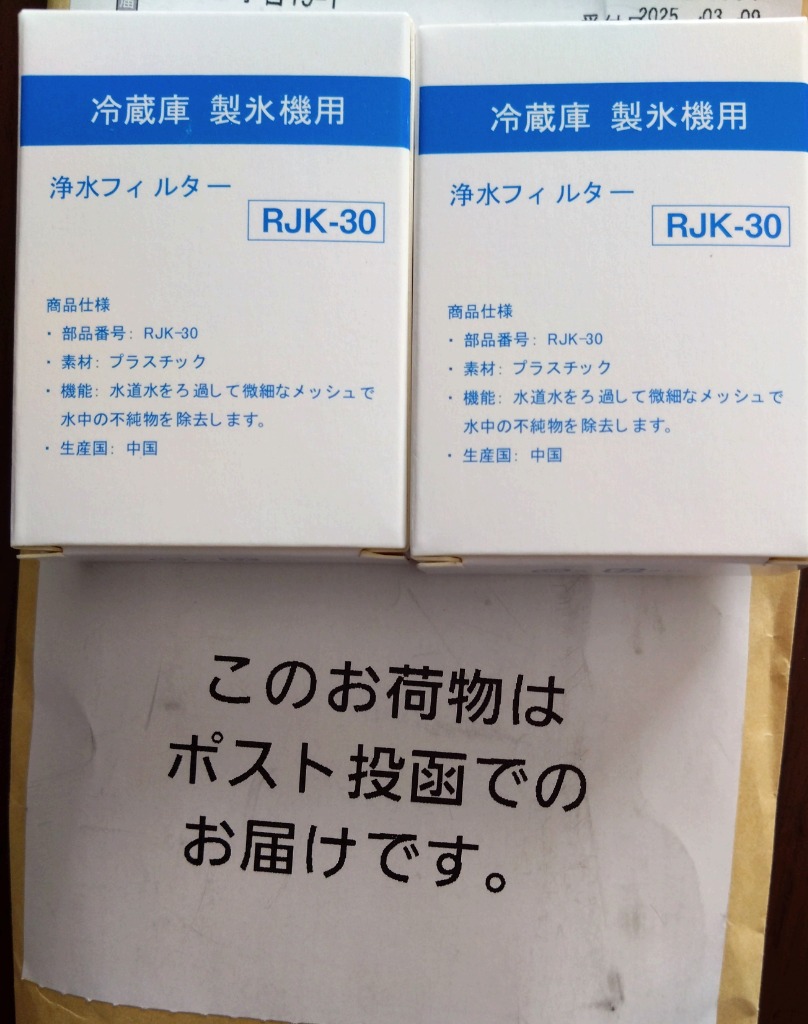 2025 03 09
冷蔵庫 製氷機用
浄水フィルター
RJK-30
商品仕様
・部品番号: RJK-30
・素材: プラスチック
・機能: 水道水をろ過して微細なメッシュで
水中の不純物を除去します。
・生産国: 中国
冷蔵庫 製氷機用
浄水フィルター
RJK-30
商品仕様
・部品番号: RJK-30
・素材: プラスチック
・機能: 水道水をろ過して微細なメッシュで
水中の不純物を除去します。
・生産国: 中国
このお荷物は
ポスト投函での
お届けです。